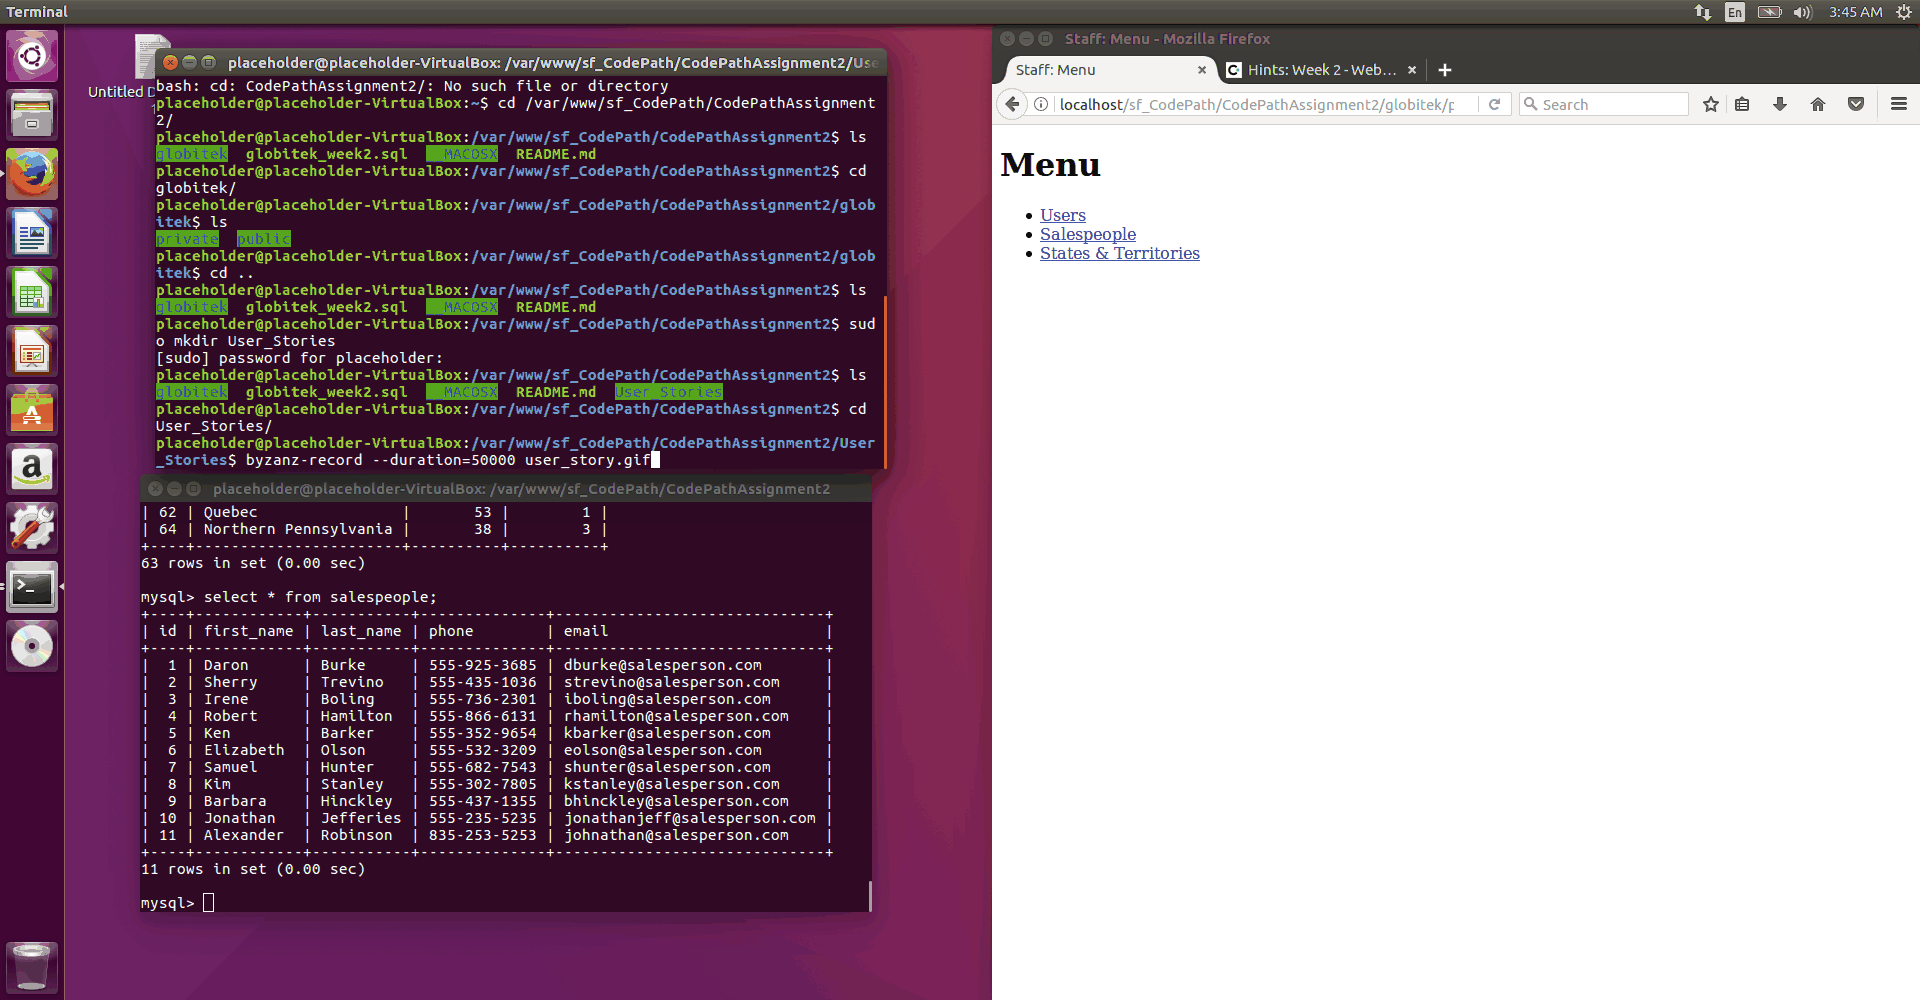 Terminal
En
3:45 AM
Untitled D
placeholder@placeholder-VirtualBox: /var/www/sf_CodePath/CodePathAssignment2/Use
bash: cd: CodePathAssignment2/: No such file or directory
placeholder@placeholder-VirtualBox:~$ cd /var/www/sf_CodePath/CodePathAssignment
2/
placeholder@placeholder-VirtualBox:/var/www/sf_CodePath/CodePathAssignment2$ ls
globitek  globitek_week2.sql  __MACOSX  README.md
placeholder@placeholder-VirtualBox:/var/www/sf_CodePath/CodePathAssignment2$ cd
globitek/
placeholder@placeholder-VirtualBox:/var/www/sf_CodePath/CodePathAssignment2/glob
itek$ ls
private  public
placeholder@placeholder-VirtualBox:/var/www/sf_CodePath/CodePathAssignment2/glob
itek$ cd ..
placeholder@placeholder-VirtualBox:/var/www/sf_CodePath/CodePathAssignment2$ ls
globitek  globitek_week2.sql  __MACOSX  README.md
placeholder@placeholder-VirtualBox:/var/www/sf_CodePath/CodePathAssignment2$ sud
o mkdir User_Stories
[sudo] password for placeholder:
placeholder@placeholder-VirtualBox:/var/www/sf_CodePath/CodePathAssignment2$ ls
globitek  globitek_week2.sql  __MACOSX  README.md  User_Stories
placeholder@placeholder-VirtualBox:/var/www/sf_CodePath/CodePathAssignment2$ cd
User_Stories/
placeholder@placeholder-VirtualBox:/var/www/sf_CodePath/CodePathAssignment2/User
_Stories$ byzanz-record --duration=50000 user_story.gif
placeholder@placeholder-VirtualBox: /var/www/sf_CodePath/CodePathAssignment2
| 62 | Quebec                |       53 |        1 |
| 64 | Northern Pennsylvania |       38 |        3 |
+----+-----------------------+----------+----------+
63 rows in set (0.00 sec)
mysql> select * from salespeople;
+----+------------+-----------+--------------+------------------------------+
| id | first_name | last_name | phone        | email                        |
+----+------------+-----------+--------------+------------------------------+
|  1 | Daron      | Burke     | 555-925-3685 | dburke@salesperson.com       |
|  2 | Sherry     | Trevino   | 555-435-1036 | strevino@salesperson.com     |
|  3 | Irene      | Boling    | 555-736-2301 | iboling@salesperson.com      |
|  4 | Robert     | Hamilton  | 555-866-6131 | rhamilton@salesperson.com    |
|  5 | Ken        | Barker    | 555-352-9654 | kbarker@salesperson.com      |
|  6 | Elizabeth  | Olson     | 555-532-3209 | eolson@salesperson.com       |
|  7 | Samuel     | Hunter    | 555-682-7543 | shunter@salesperson.com      |
|  8 | Kim        | Stanley   | 555-302-7805 | kstanley@salesperson.com     |
|  9 | Barbara    | Hinckley  | 555-437-1355 | bhinckley@salesperson.com    |
| 10 | Jonathan   | Jefferies | 555-235-5235 | jonathanjeff@salesperson.com |
| 11 | Alexander  | Robinson  | 835-253-5253 | johnathan@salesperson.com    |
+----+------------+-----------+--------------+------------------------------+
11 rows in set (0.00 sec)
mysql>
Staff: Menu - Mozilla Firefox
Staff: Menu
Hints: Week 2 - Web...
localhost/sf_CodePath/CodePathAssignment2/globitek/p
Search
Menu
Users
Salespeople
States & Territories